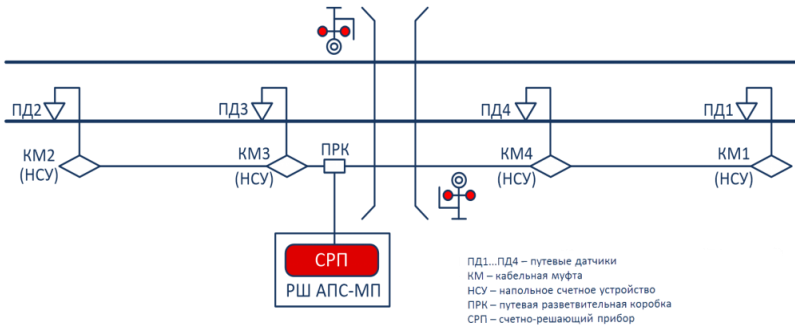 ПД2
ПД3
ПД4
ПД1
КМ2
(НСУ)
КМ3
(НСУ)
ПРК
КМ4
(НСУ)
КМ1
(НСУ)
СРП
РШ АПС-МП
ПД1...ПД4 – путевые датчики
КМ – кабельная муфта
НСУ – напольное счетное устройство
ПРК – путевая разветвительная коробка
СРП – счетно-решающий прибор